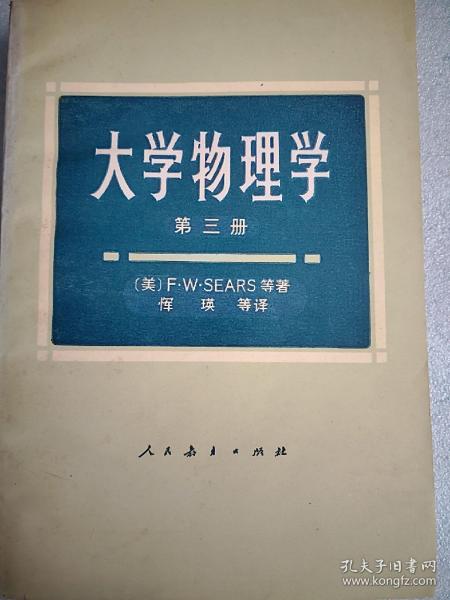 大学物理学
第三册
〔美〕F·W·SEARS 等著
恽 瑛 等译
人民教育出版社
孔夫子旧书网
www.kongfz.com